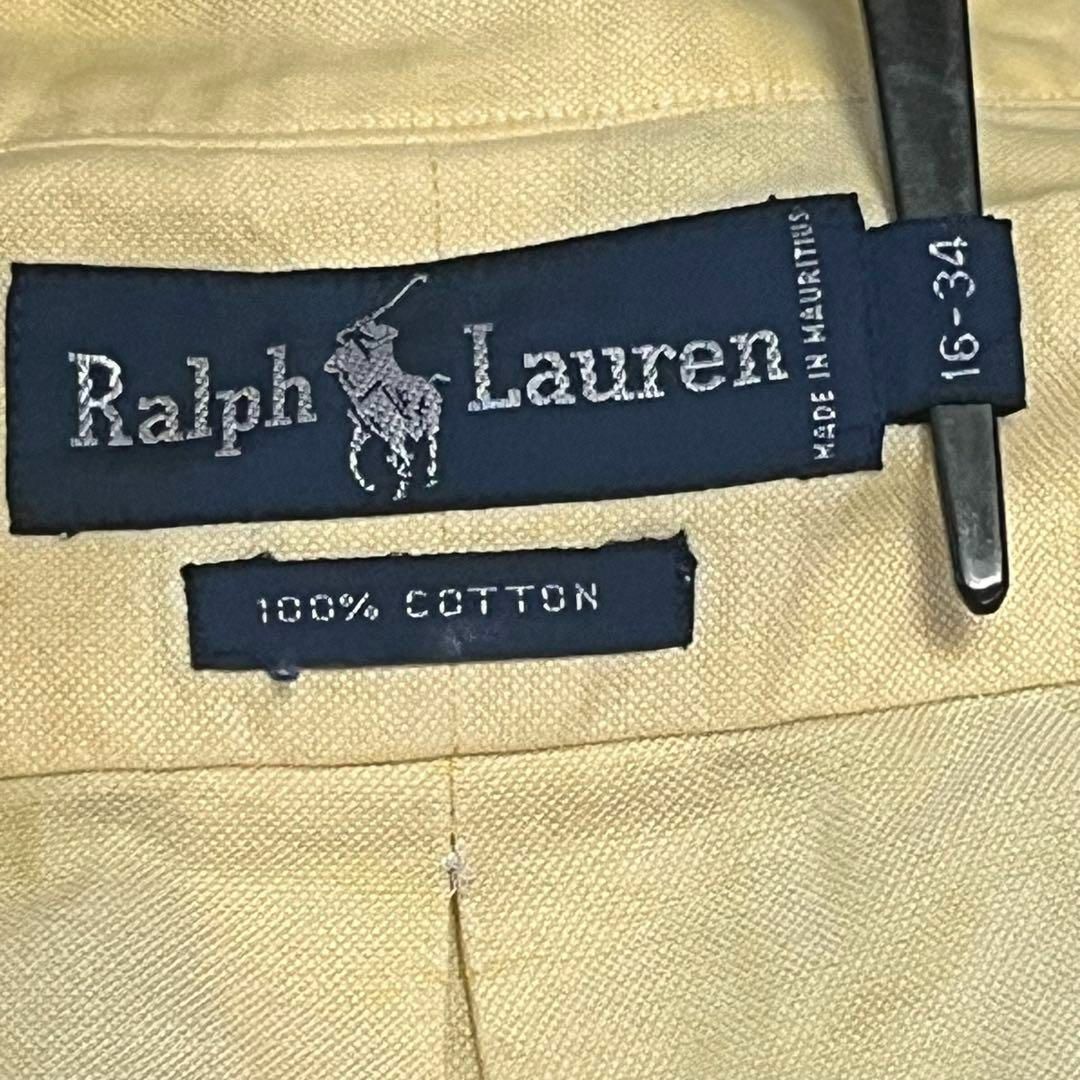 Ralph Lauren
MADE IN MAURITIUS
16-34
100% COTTON